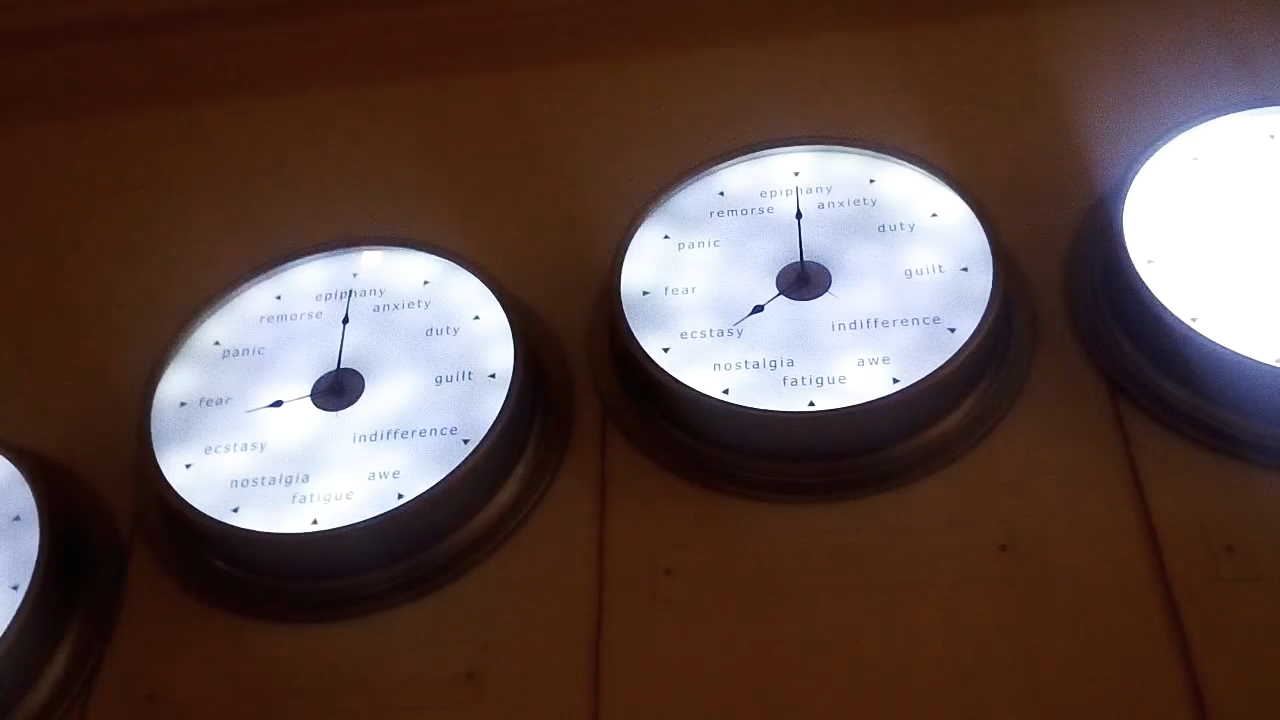 epiphany
remorse anxiety
panic duty
fear guilt
ecstasy indifference
nostalgia awe
fatigue
epiphany
remorse anxiety
panic duty
fear guilt
ecstasy indifference
nostalgia awe
fatigue